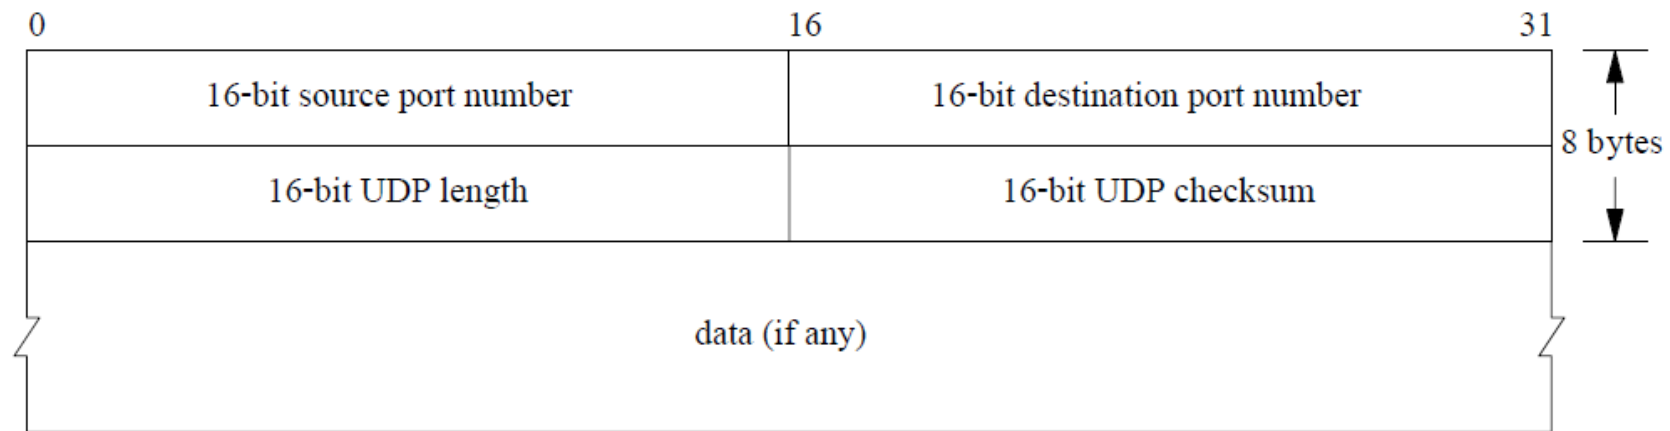 0 16 31
16-bit source port number 16-bit destination port number
8 bytes
16-bit UDP length 16-bit UDP checksum
data (if any)